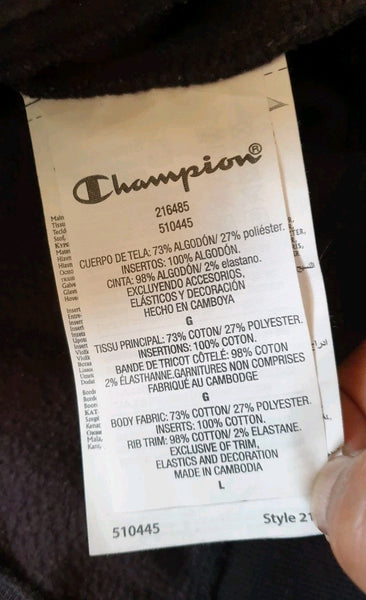 Champion®
216485
510445
CUERPO DE TELA: 73% ALGODÓN/ 27% poliéster.
INSERTOS: 100% ALGODÓN.
CINTA: 98% ALGODÓN/ 2% elastano.
EXCLUYENDO ACCESORIOS,
ELÁSTICOS Y DECORACIÓN
HECHO EN CAMBOYA
G
TISSU PRINCIPAL: 73% COTON/ 27% POLYESTER.
INSERTIONS: 100% COTON.
BANDE DE TRICOT CÔTELÉ: 98% COTON
2% ÉLASTHANNE.GARNITURES NON COMPRISES
FABRIQUÉ AU CAMBODGE
G
BODY FABRIC: 73% COTTON/ 27% POLYESTER.
INSERTS: 100% COTTON.
RIB TRIM: 98% COTTON/ 2% ELASTANE.
EXCLUSIVE OF TRIM,
ELASTICS AND DECORATION
MADE IN CAMBODIA
L
510445
Style 21